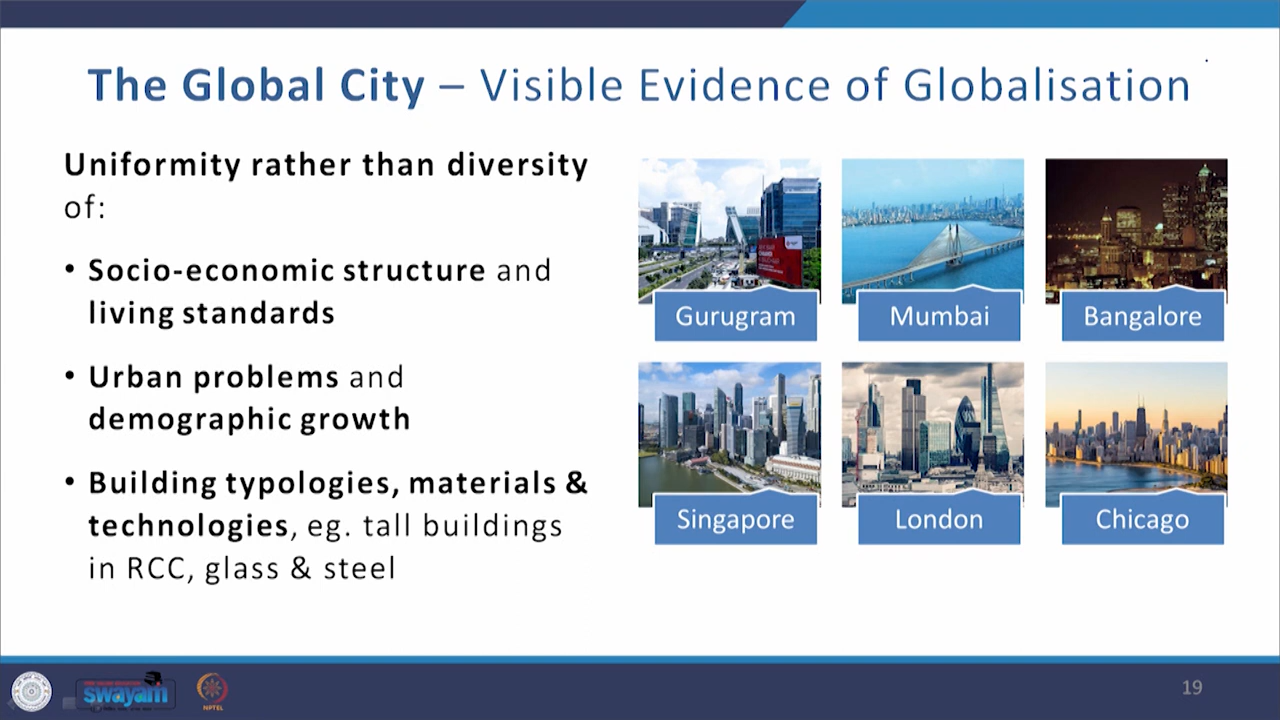 The Global City – Visible Evidence of Globalisation
Uniformity rather than diversity
of:
• Socio-economic structure and
living standards
• Urban problems and
demographic growth
• Building typologies, materials &
technologies, eg. tall buildings
in RCC, glass & steel
Gurugram
Mumbai
Bangalore
Singapore
London
Chicago
swayam
NPTEL
19